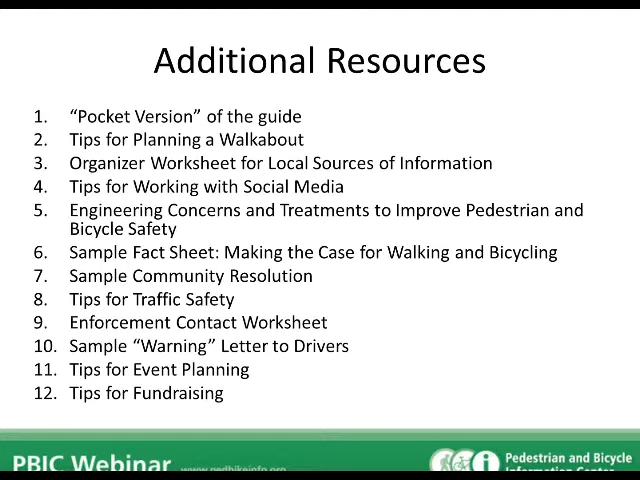 Additional Resources
1. “Pocket Version” of the guide
2. Tips for Planning a Walkabout
3. Organizer Worksheet for Local Sources of Information
4. Tips for Working with Social Media
5. Engineering Concerns and Treatments to Improve Pedestrian and
Bicycle Safety
6. Sample Fact Sheet: Making the Case for Walking and Bicycling
7. Sample Community Resolution
8. Tips for Traffic Safety
9. Enforcement Contact Worksheet
10. Sample “Warning” Letter to Drivers
11. Tips for Event Planning
12. Tips for Fundraising
PBIC Webinar www.pedbikeinfo.org
Pedestrian and Bicycle
Information Center